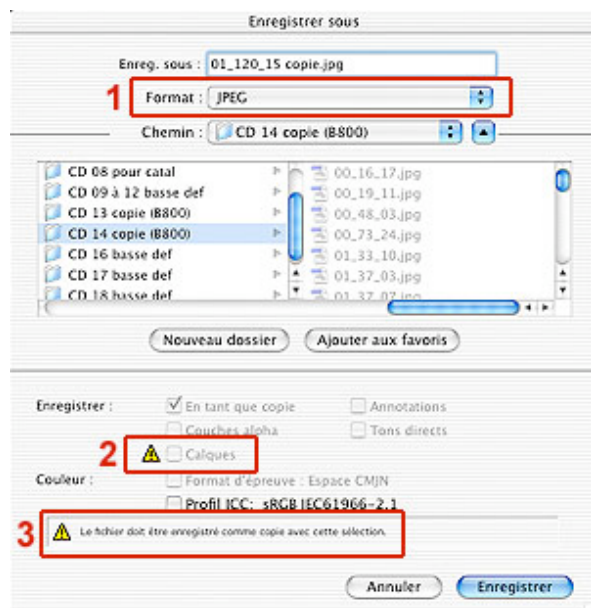 Enregistrer sous
Enreg. sous : 01_120_15 copie.jpg
1 Format : JPEG
Chemin : CD 14 copie (B800)
CD 08 pour catal 00_16_17.jpg
CD 09 à 12 basse def 00_19_11.jpg
CD 13 copie (B800) 00_48_03.jpg
CD 14 copie (B800) 00_73_24.jpg
CD 16 basse def 01_33_10.jpg
CD 17 basse def 01_37_03.jpg
CD 18 basse def 01_37_07.jpg
Nouveau dossier Ajouter aux favoris
Enregistrer : En tant que copie Annotations
Couches alpha Tons directs
2 Calques
Couleur : Format d'épreuve : Espace CMJN
Profil ICC: sRGB IEC61966-2.1
3 Le fichier doit être enregistré comme copie avec cette sélection.
Annuler Enregistrer